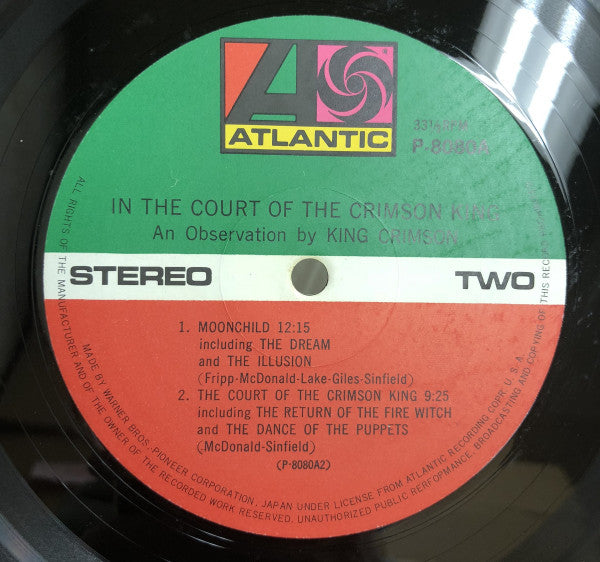 ATLANTIC
33⅓ R.P.M.
P-8080A
IN THE COURT OF THE CRIMSON KING
An Observation by KING CRIMSON
STEREO
TWO
1. MOONCHILD 12:15
including THE DREAM
and THE ILLUSION
(Fripp-McDonald-Lake-Giles-Sinfield)
2. THE COURT OF THE CRIMSON KING 9:25
including THE RETURN OF THE FIRE WITCH
and THE DANCE OF THE PUPPETS
(McDonald-Sinfield)
(P-8080A2)
MADE BY WARNER BROS. PIONEER CORPORATION, JAPAN UNDER LICENSE FROM ATLANTIC RECORDING COPR. U.S.A.
ALL RIGHTS OF THE MANUFACTURER AND OF THE OWNER OF THE RECORDED WORK RESERVED. UNAUTHORIZED PUBLIC RERFOPMANCE, BROADCASTING AND COPYING OF THIS RECORD